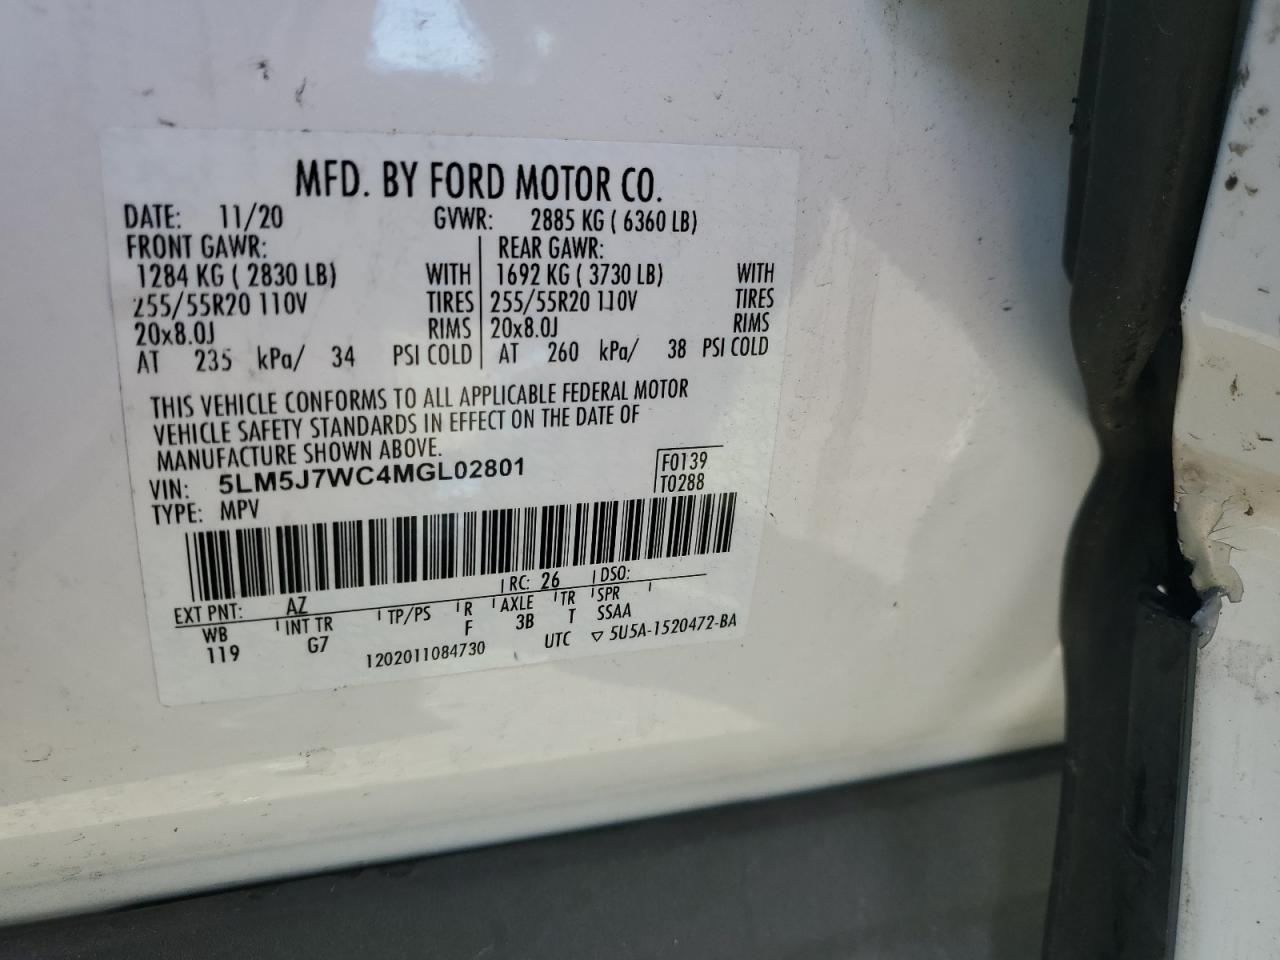 MFD. BY FORD MOTOR CO.
DATE: 11/20 GVWR: 2885 KG ( 6360 LB)
FRONT GAWR: REAR GAWR:
1284 KG ( 2830 LB) WITH 1692 KG ( 3730 LB) WITH
255/55R20 110V TIRES 255/55R20 110V TIRES
20x8.0J RIMS 20x8.0J RIMS
AT 235 kPa/ 34 PSI COLD AT 260 kPa/ 38 PSI COLD
THIS VEHICLE CONFORMS TO ALL APPLICABLE FEDERAL MOTOR
VEHICLE SAFETY STANDARDS IN EFFECT ON THE DATE OF
MANUFACTURE SHOWN ABOVE.
VIN: 5LM5J7WC4MGL02801 F0139
TYPE: MPV T0288
EXT PNT: AZ RC: 26 DSO:
WB INT TR TP/PS R AXLE TR SPR
119 G7 F 3B T SSAA
1202011084730 UTC ▽ 5U5A-1520472-BA